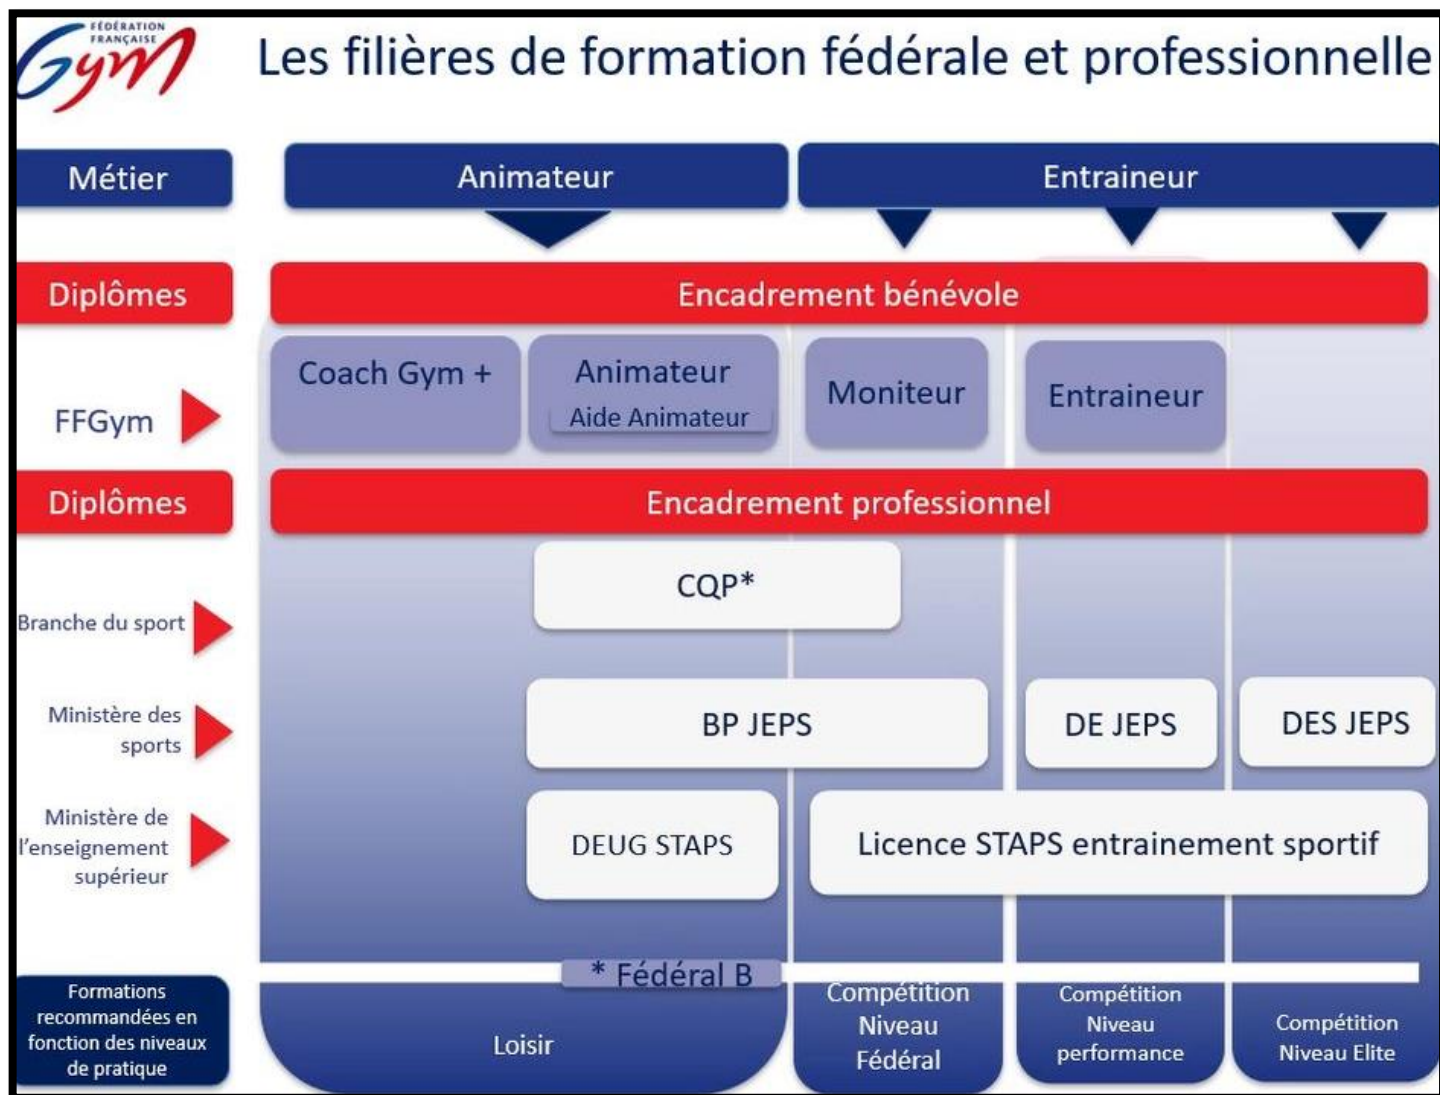 FÉDÉRATION
FRANÇAISE
Gym
Les filières de formation fédérale et professionnelle
Métier
Animateur
Entraineur
Diplômes
Encadrement bénévole
FFGym
Coach Gym +
Animateur
Aide Animateur
Moniteur
Entraineur
Diplômes
Encadrement professionnel
Branche du sport
CQP*
Ministère des
sports
BP JEPS
DE JEPS
DES JEPS
Ministère de
l'enseignement
supérieur
DEUG STAPS
Licence STAPS entrainement sportif
* Fédéral B
Formations
recommandées en
fonction des niveaux
de pratique
Loisir
Compétition
Niveau
Fédéral
Compétition
Niveau
performance
Compétition
Niveau Elite